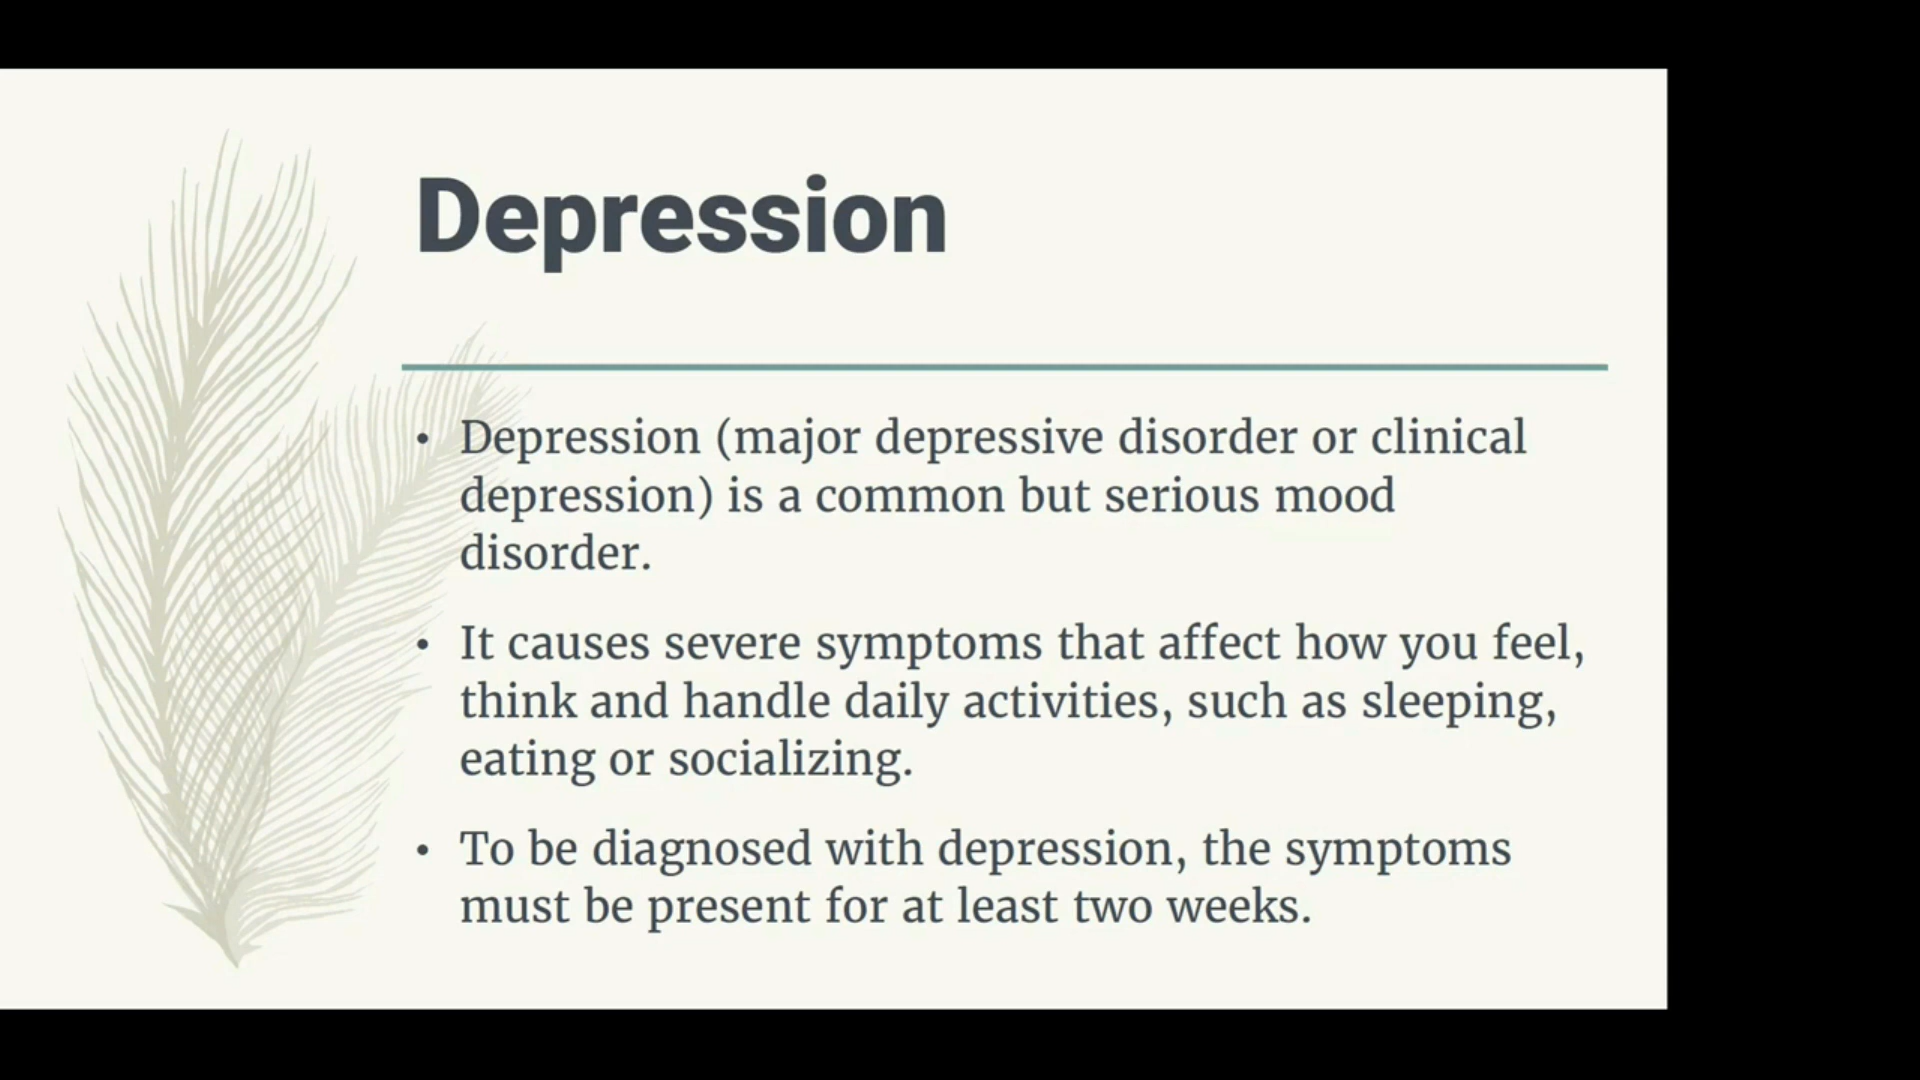 Depression
• Depression (major depressive disorder or clinical
depression) is a common but serious mood
disorder.
• It causes severe symptoms that affect how you feel,
think and handle daily activities, such as sleeping,
eating or socializing.
• To be diagnosed with depression, the symptoms
must be present for at least two weeks.